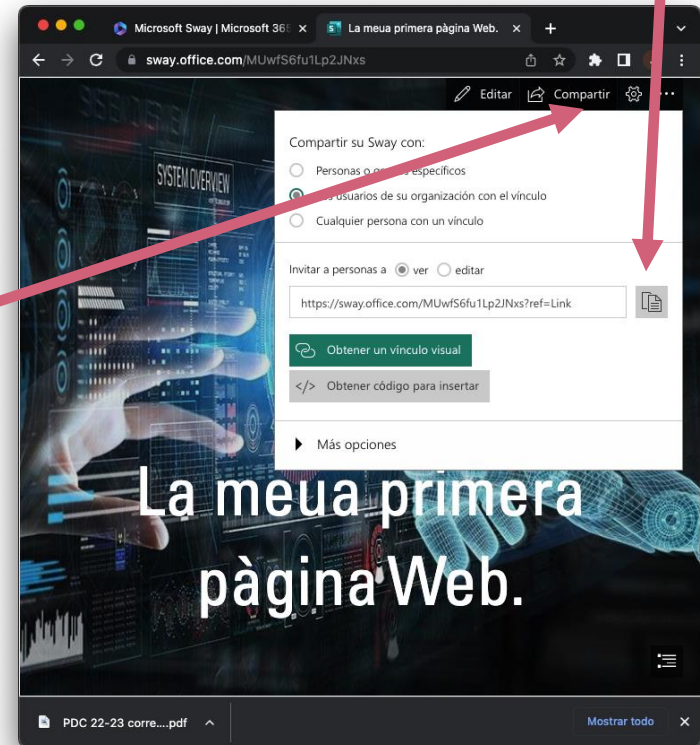 Microsoft Sway | Microsoft 365
La meua primera pàgina Web.
sway.office.com/MUwfS6fu1Lp2JNxs
Editar
Compartir
SYSTEM OVERVIEW
Compartir su Sway con:
Personas o específicos
usuarios de su organización con el vínculo
Cualquier persona con un vínculo
Invitar a personas a ver editar
https://sway.office.com/MUwfS6fu1Lp2JNxs?ref=Link
Obtener un vínculo visual
</> Obtener código para insertar
Más opciones
La meua primera
pàgina Web.
PDC 22-23 corre....pdf
Mostrar todo